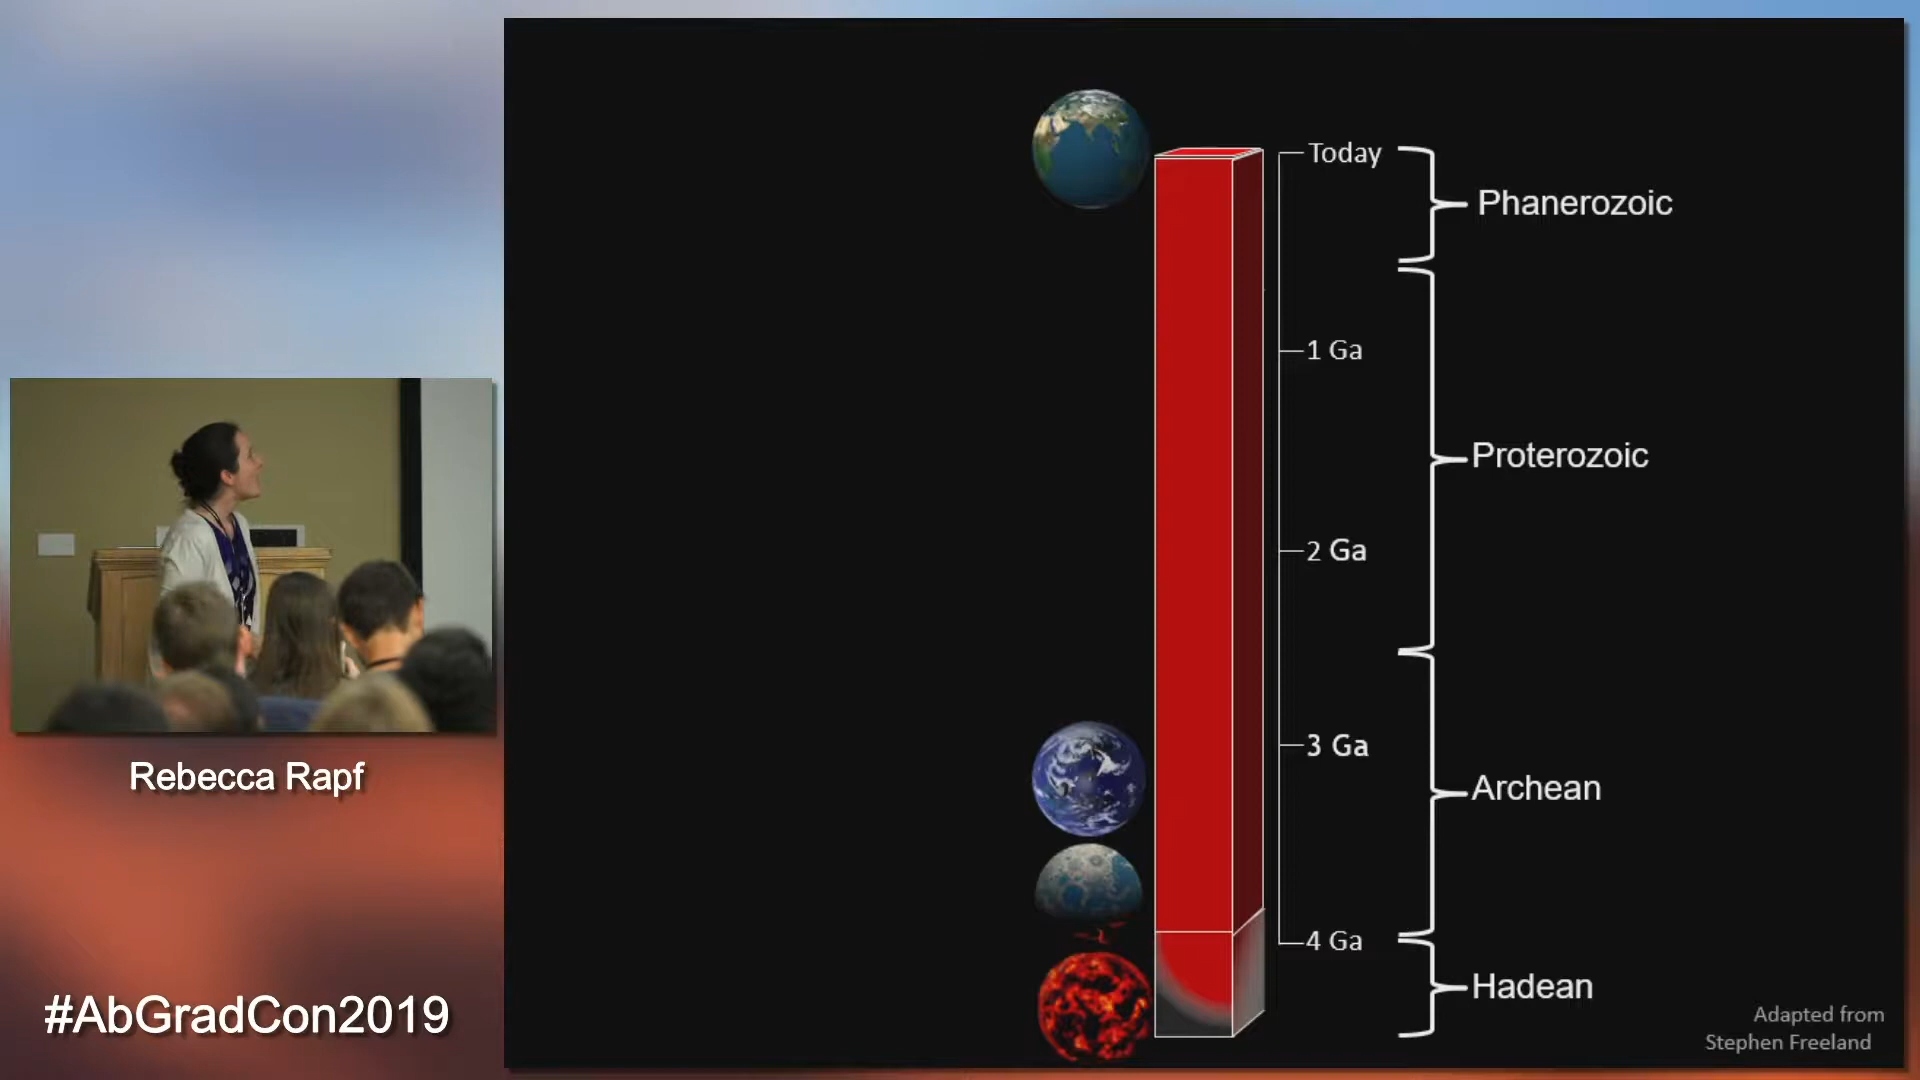 Today
Phanerozoic
1 Ga
Proterozoic
2 Ga
3 Ga
Archean
4 Ga
Hadean
Adapted from
Stephen Freeland
Rebecca Rapf
#AbGradCon2019